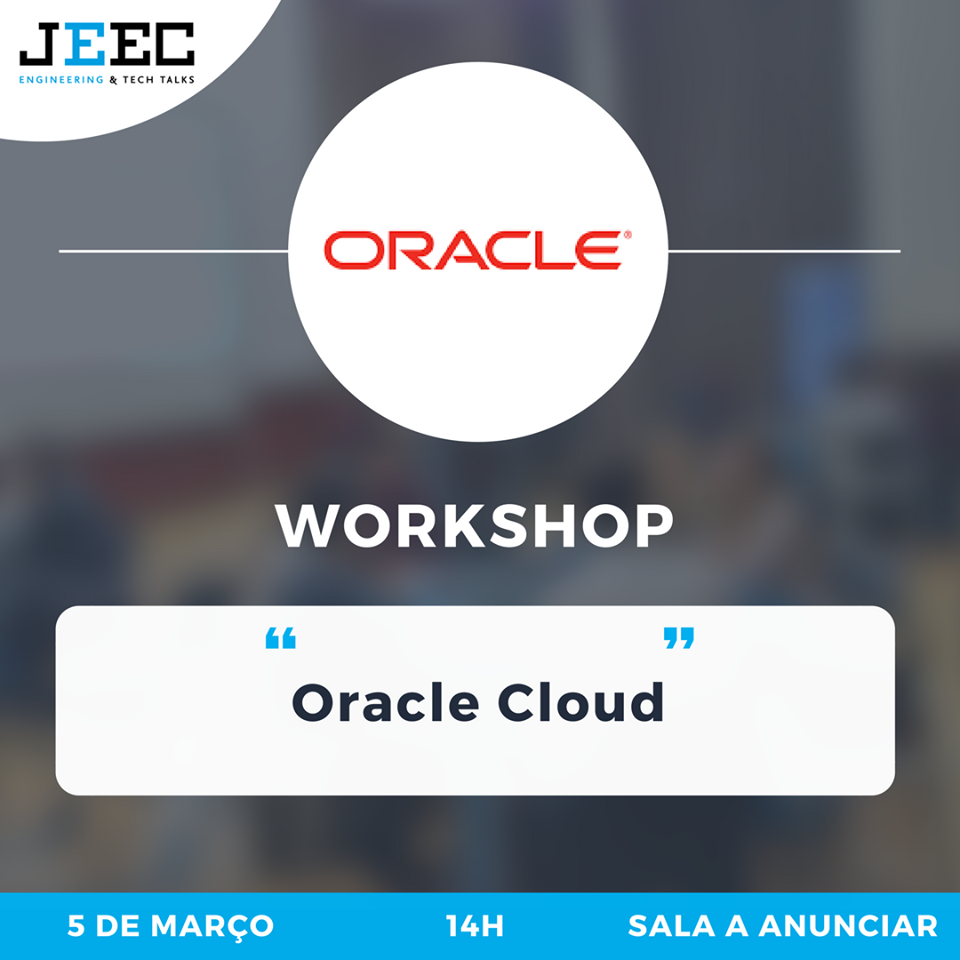 JEEC
ENGINEERING & TECH TALKS
ORACLE®
WORKSHOP
“ ”
Oracle Cloud
5 DE MARÇO 14H SALA A ANUNCIAR